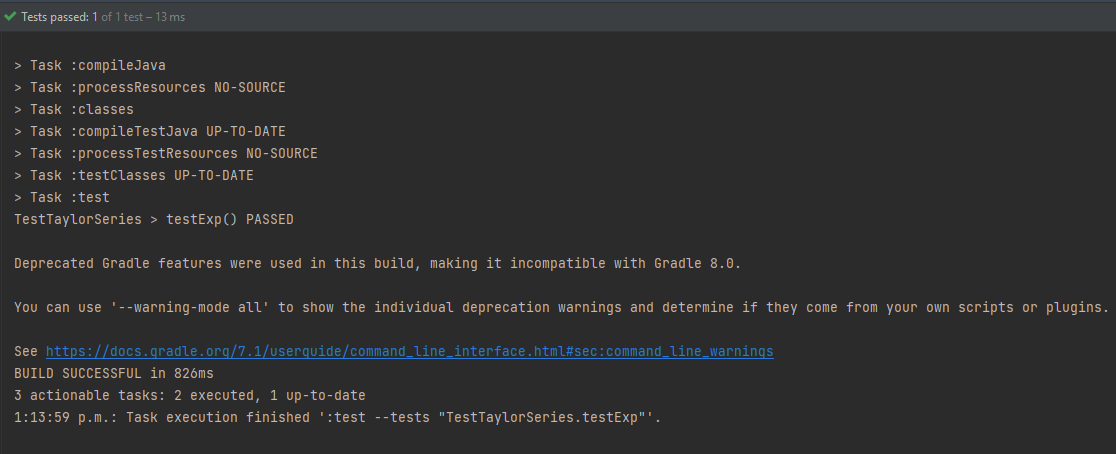 Tests passed: 1 of 1 test – 13 ms
> Task :compileJava
> Task :processResources NO-SOURCE
> Task :classes
> Task :compileTestJava UP-TO-DATE
> Task :processTestResources NO-SOURCE
> Task :testClasses UP-TO-DATE
> Task :test
TestTaylorSeries > testExp() PASSED
Deprecated Gradle features were used in this build, making it incompatible with Gradle 8.0.
You can use '--warning-mode all' to show the individual deprecation warnings and determine if they come from your own scripts or plugins.
See https://docs.gradle.org/7.1/userguide/command_line_interface.html#sec:command_line_warnings
BUILD SUCCESSFUL in 826ms
3 actionable tasks: 2 executed, 1 up-to-date
1:13:59 p.m.: Task execution finished ':test --tests "TestTaylorSeries.testExp"'.